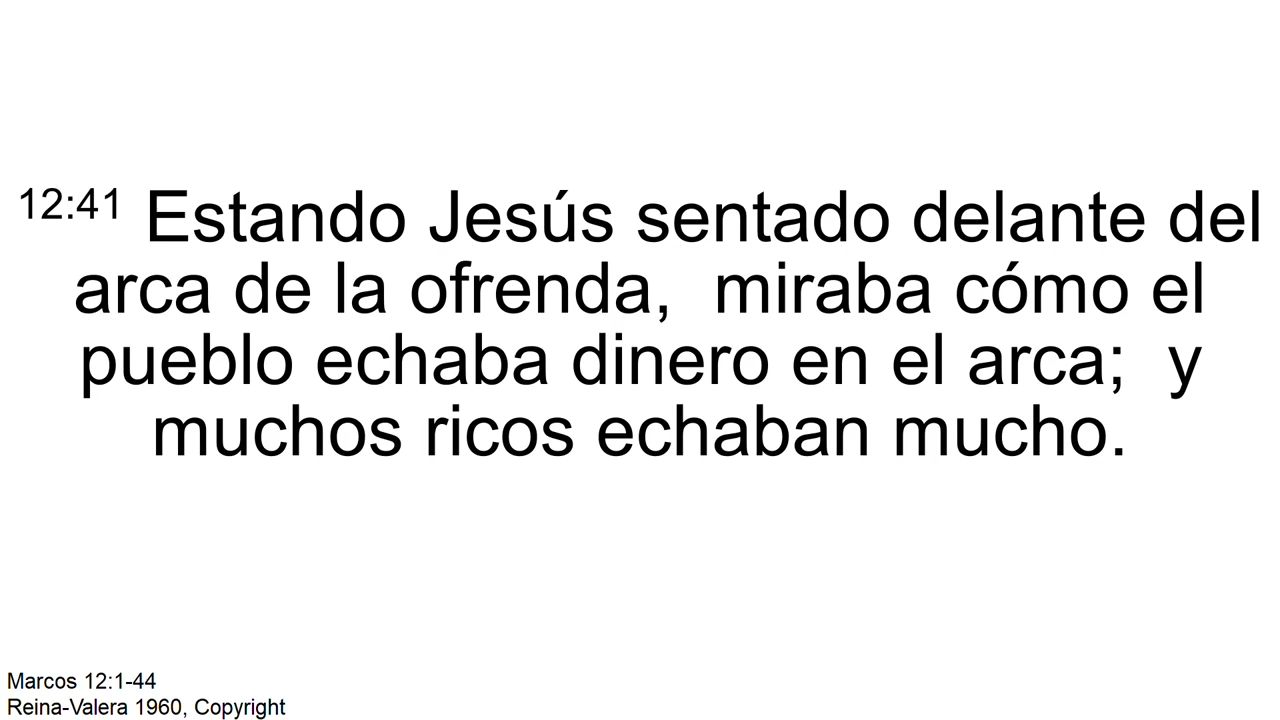 12:41 Estando Jesús sentado delante del
arca de la ofrenda,  miraba cómo el
pueblo echaba dinero en el arca;  y
muchos ricos echaban mucho.
Marcos 12:1-44
Reina-Valera 1960, Copyright